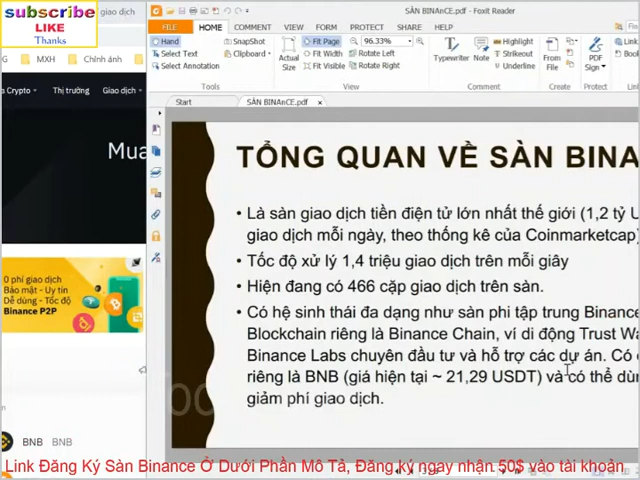 subscribe
LIKE
Thanks
giao dịch
SÀN BINAnCE.pdf - Foxit Reader
FILE HOME COMMENT VIEW FORM PROTECT SHARE HELP
Hand
Select Text
Select Annotation
SnapShot
Clipboard
Actual Size
Fit Page
Fit Width
Fit Visible
96.33%
Rotate Left
Rotate Right
Typewriter
Note
Highlight
Strikeout
Underline
From File
PDF Sign
Link
Book
Tools
View
Comment
Create
Protect
MXH
Chính ảnh
Start
SÀN BINAnCE.pdf
a Crypto
Thị trường
Giao dịch
Mua
TỔNG QUAN VỀ SÀN BINA
• Là sàn giao dịch tiền điện tử lớn nhất thế giới (1,2 tỷ U
giao dịch mỗi ngày, theo thống kê của Coinmarketcap)
• Tốc độ xử lý 1,4 triệu giao dịch trên mỗi giây
• Hiện đang có 466 cặp giao dịch trên sàn.
• Có hệ sinh thái đa dạng như sàn phi tập trung Binance
Blockchain riêng là Binance Chain, ví di động Trust Wa
Binance Labs chuyên đầu tư và hỗ trợ các dự án. Có
riêng là BNB (giá hiện tại ~ 21,29 USDT) và có thể dùn
giảm phí giao dịch.
0 phí giao dịch
Bảo mật - Uy tín
Dễ dùng - Tốc độ
Binance P2P
BNB BNB
Link Đăng Ký Sàn Binance Ở Dưới Phần Mô Tả, Đăng ký ngay nhận 50$ vào tài khoản